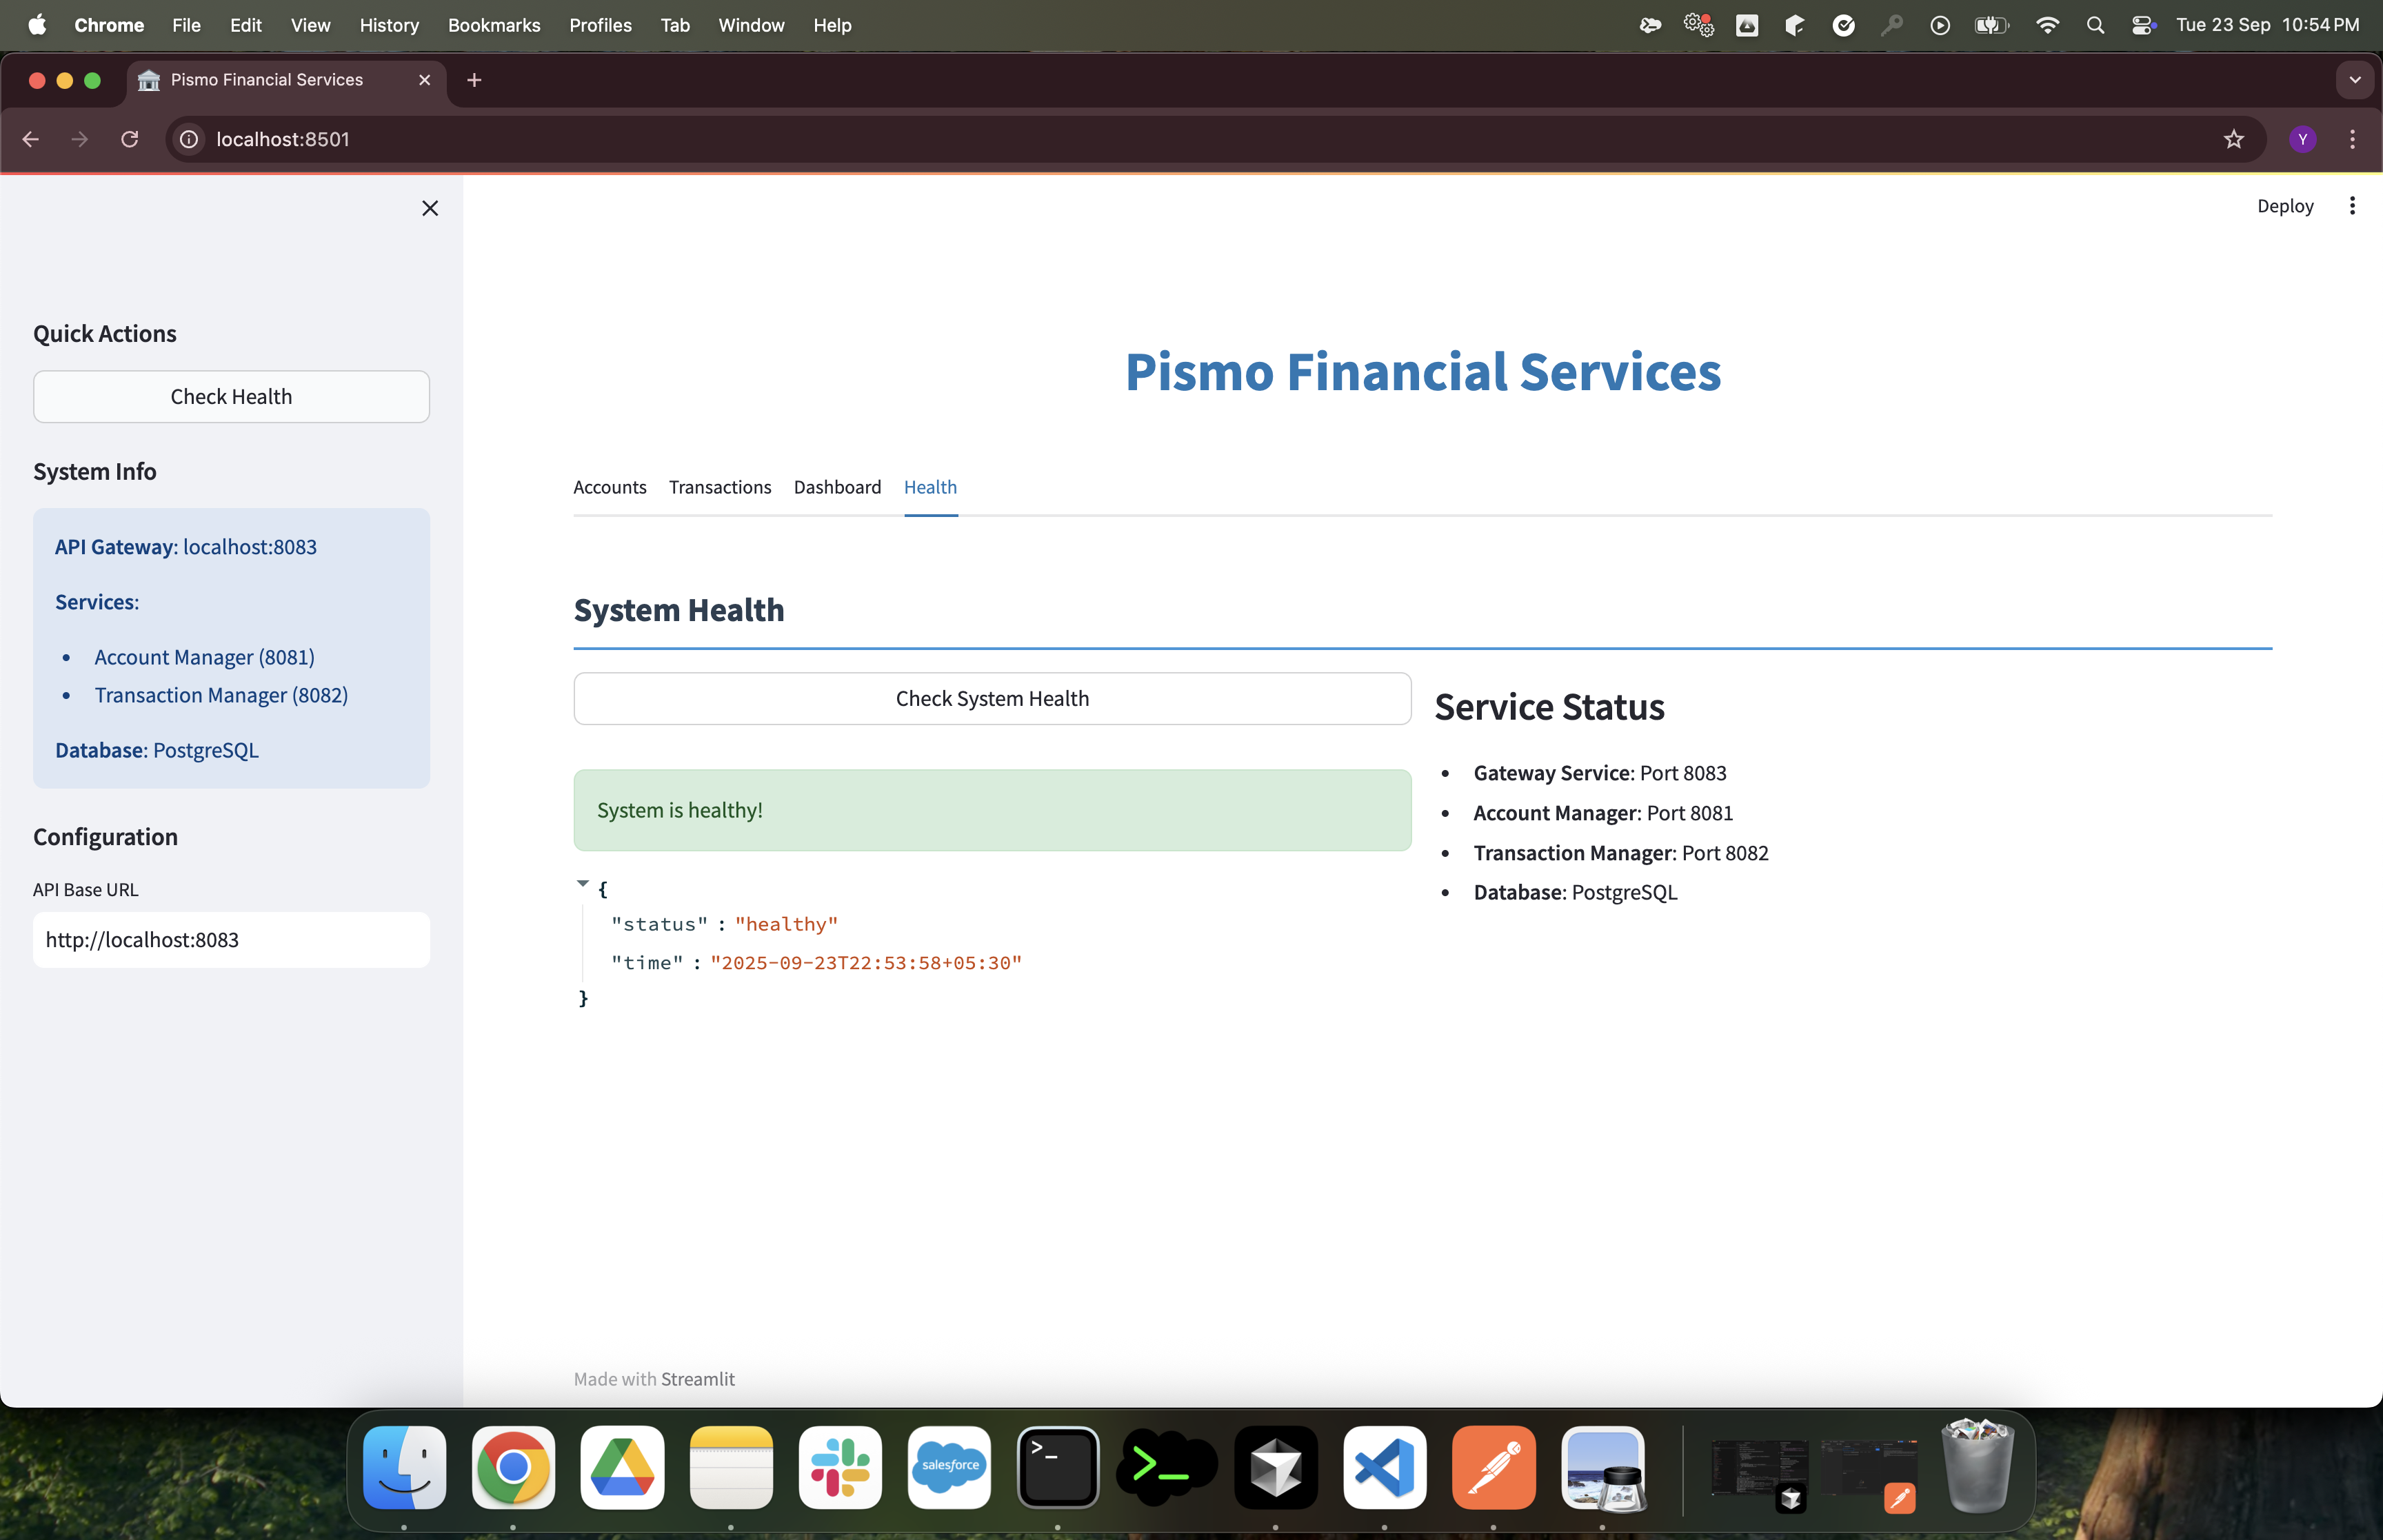 Chrome File Edit View History Bookmarks Profiles Tab Window Help Tue 23 Sep 10:54 PM
Pismo Financial Services
localhost:8501
Y
Deploy
Quick Actions
Check Health
System Info
API Gateway: localhost:8083
Services:
• Account Manager (8081)
• Transaction Manager (8082)
Database: PostgreSQL
Configuration
API Base URL
http://localhost:8083
Pismo Financial Services
Accounts Transactions Dashboard Health
System Health
Check System Health
System is healthy!
{
"status" : "healthy"
"time" : "2025-09-23T22:53:58+05:30"
}
Service Status
• Gateway Service: Port 8083
• Account Manager: Port 8081
• Transaction Manager: Port 8082
• Database: PostgreSQL
Made with Streamlit
salesforce
>_
>_